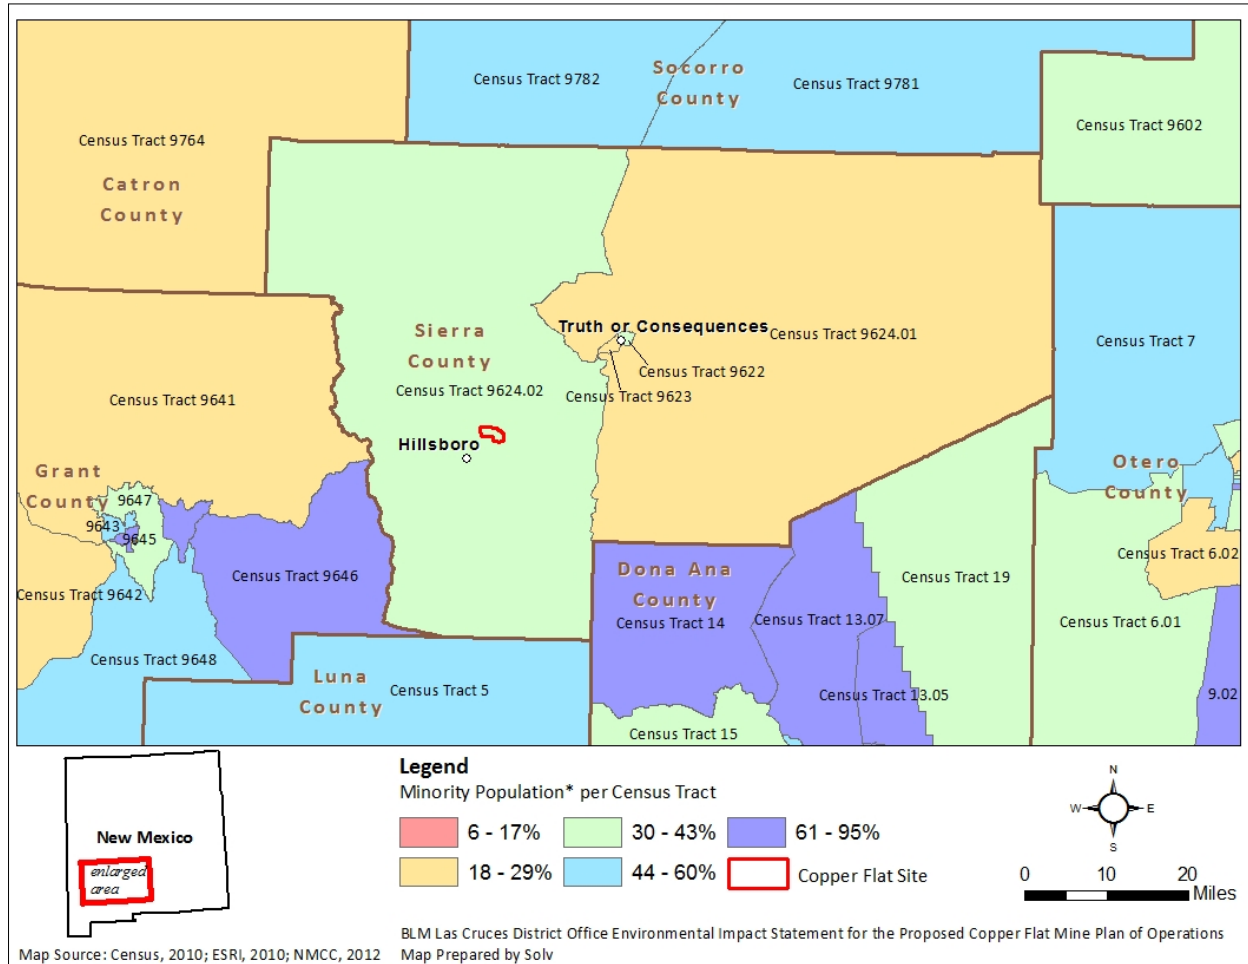 Census Tract 9782
Socorro
County
Census Tract 9781
Census Tract 9602
Census Tract 9764
Catron
County
Sierra
County
Truth or Consequences
Census Tract 9624.01
Census Tract 7
Census Tract 9622
Census Tract 9624.02
Census Tract 9623
Census Tract 9641
Hillsboro
Grant
County
9647
9643
9645
Otero
County
Census Tract 6.02
Census Tract 9646
Dona Ana
County
Census Tract 19
Census Tract 9642
Census Tract 14
Census Tract 13.07
Census Tract 6.01
Census Tract 9648
Luna
County
Census Tract 5
Census Tract 13.05
9.02
Census Tract 15
New Mexico
enlarged
area
Legend
Minority Population* per Census Tract
6 - 17%
30 - 43%
61 - 95%
18 - 29%
44 - 60%
Copper Flat Site
N
W
E
S
0
10
20
Miles
BLM Las Cruces District Office Environmental Impact Statement for the Proposed Copper Flat Mine Plan of Operations
Map Source: Census, 2010; ESRI, 2010; NMCC, 2012
Map Prepared by Solv